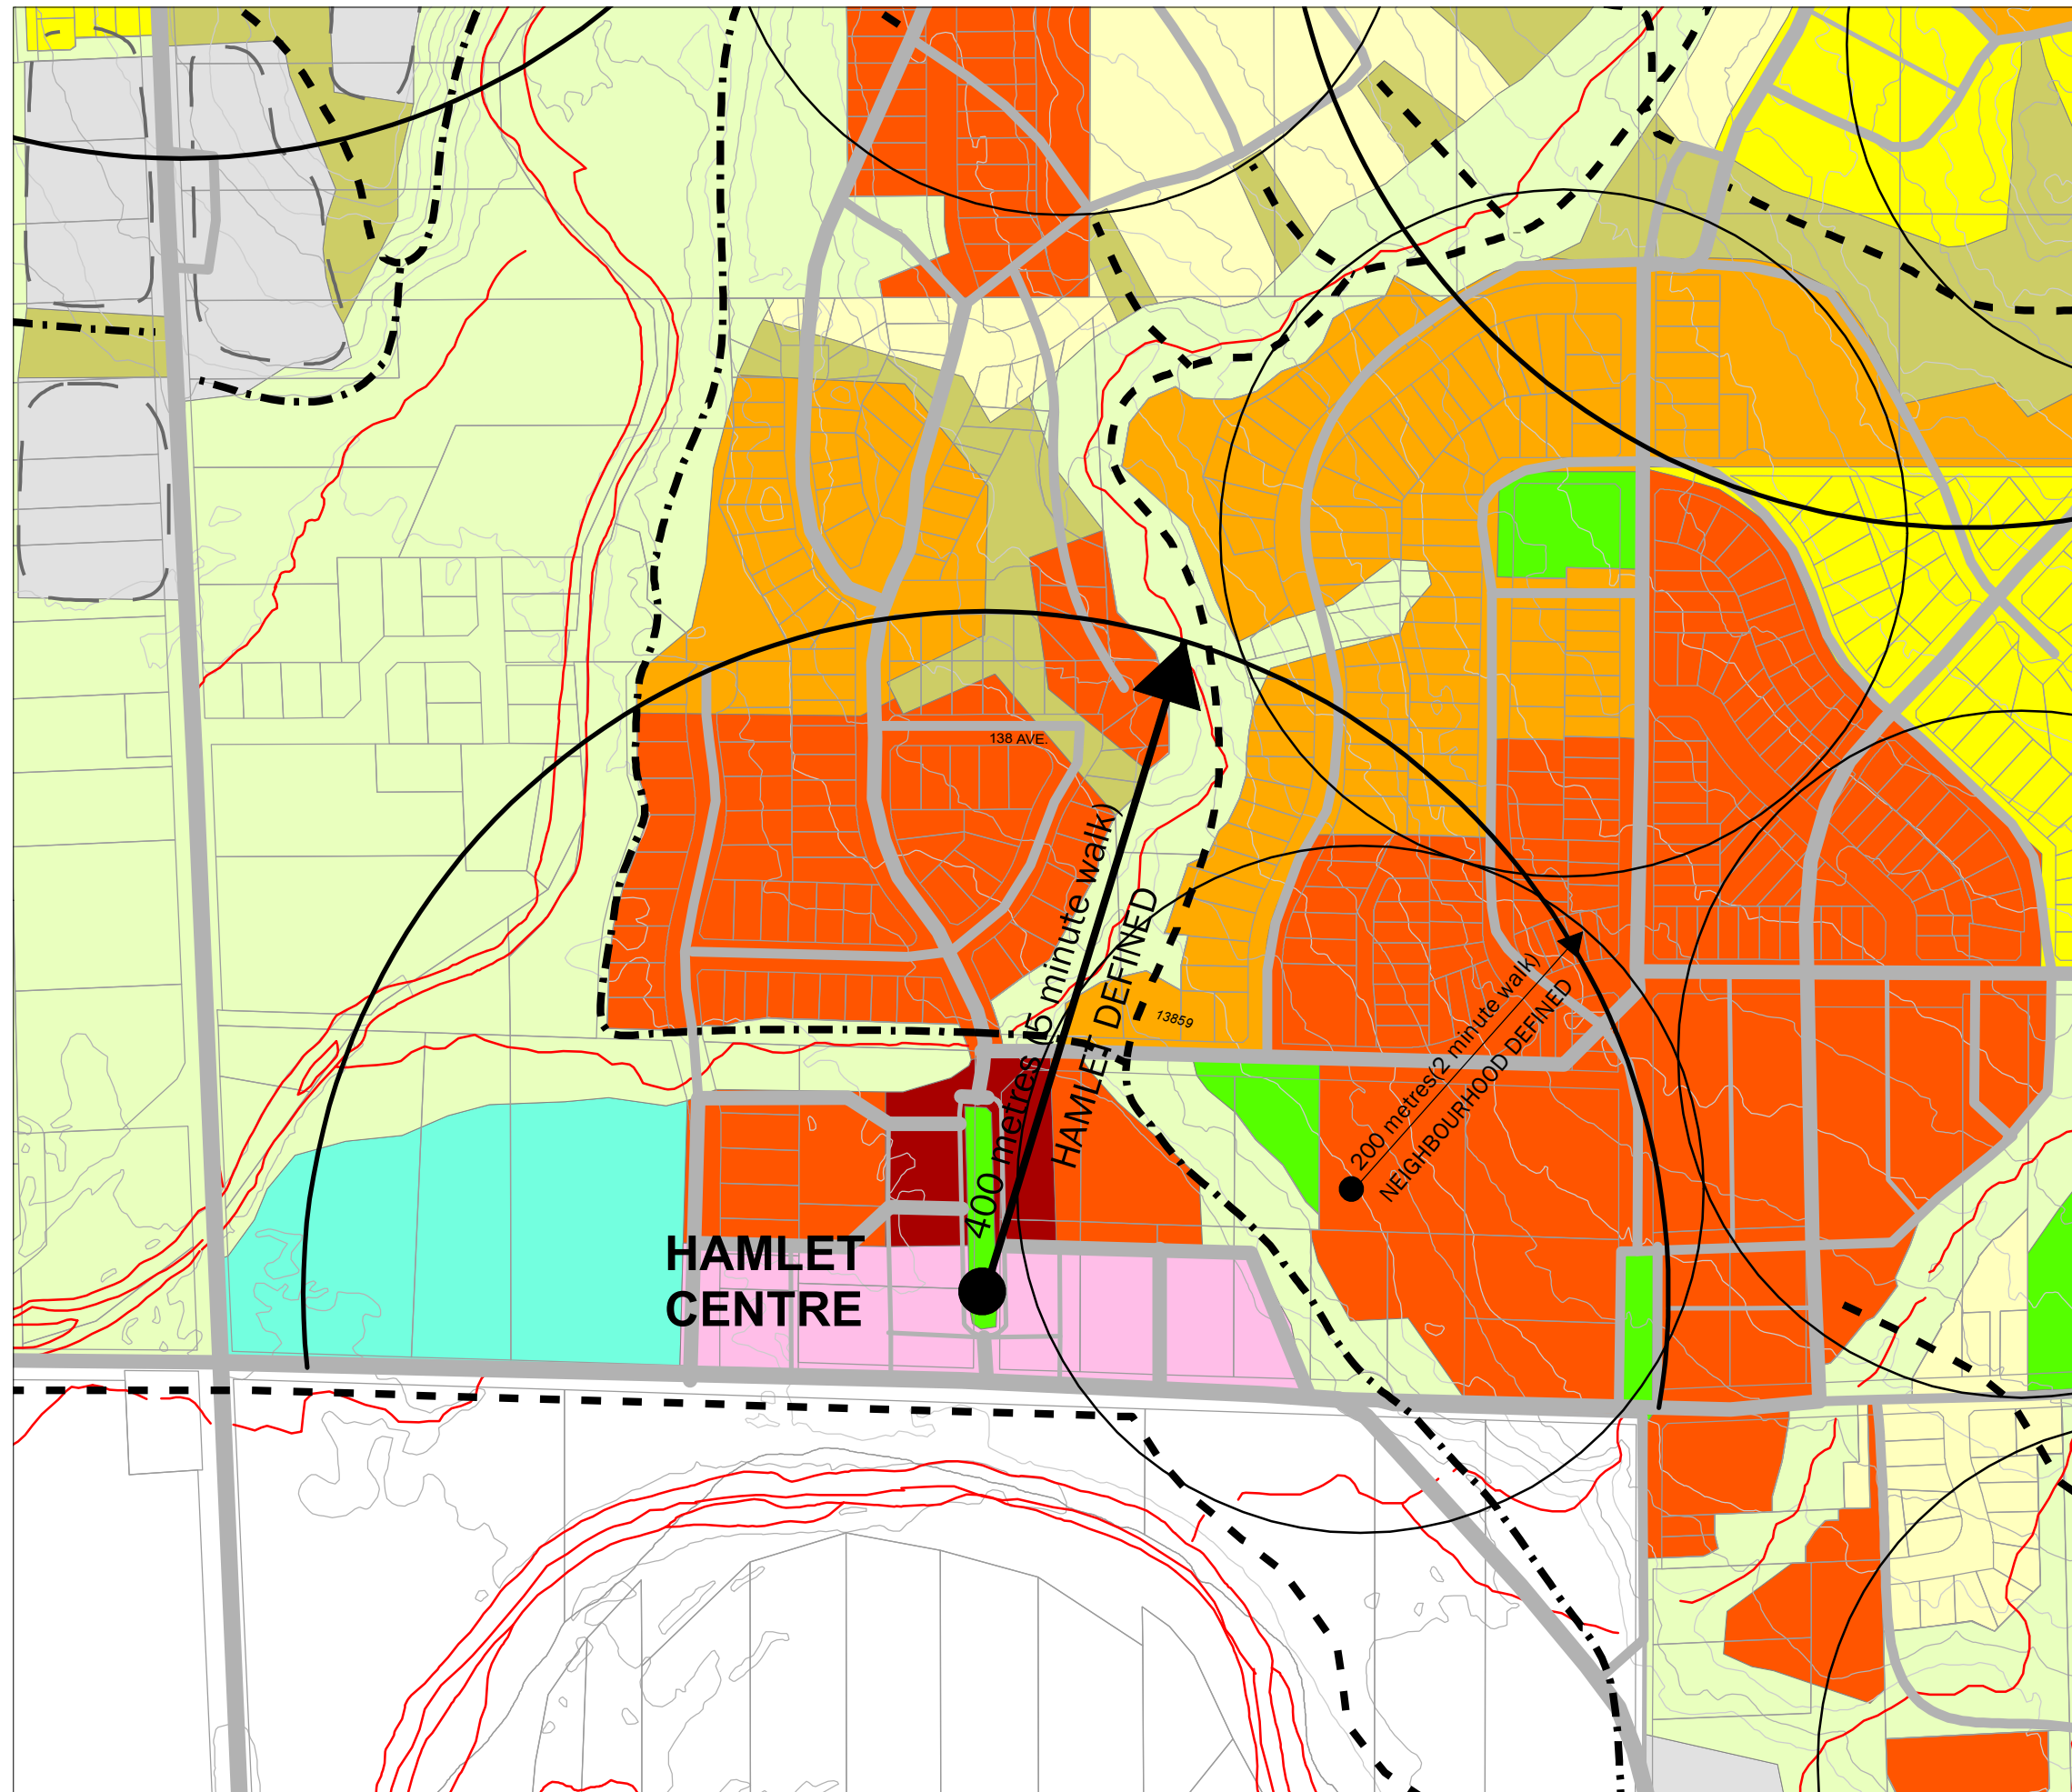 138 AVE.
400 metres (5 minute walk)
HAMLET DEFINED
13859
200 metres(2 minute walk)
NEIGHBOURHOOD DEFINED
HAMLET
CENTRE